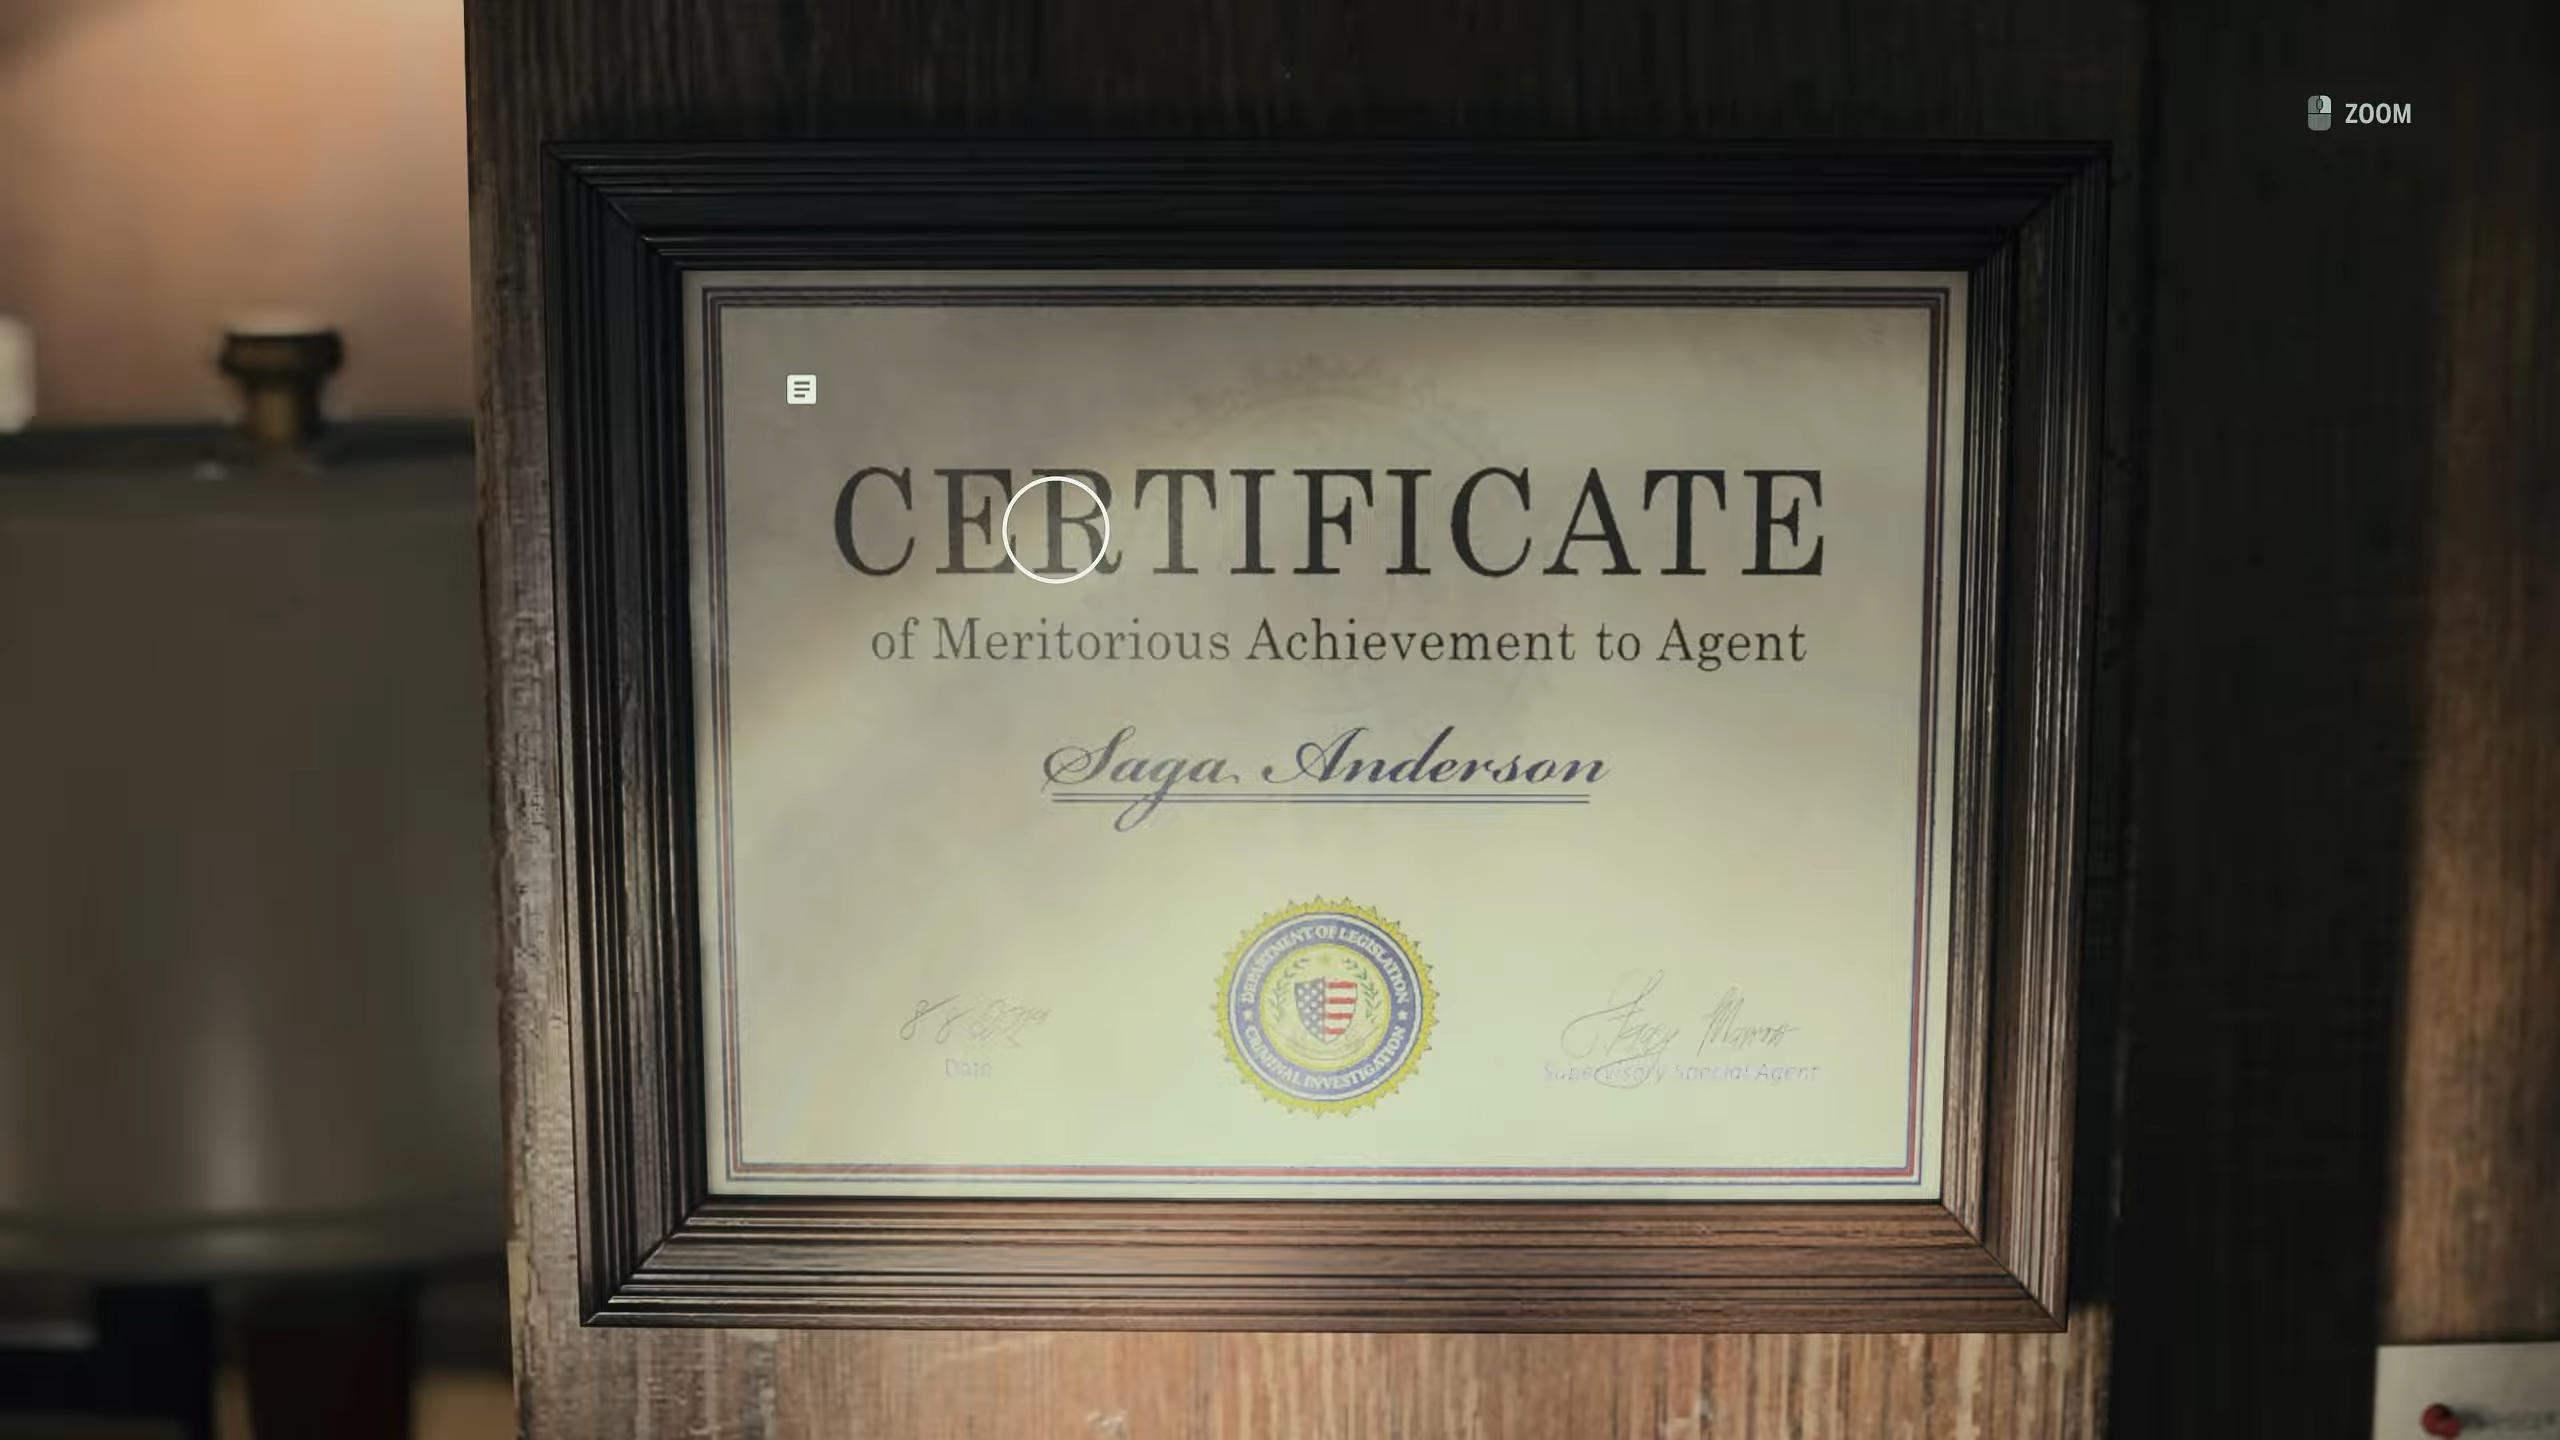 ZOOM
CERTIFICATE
of Meritorious Achievement to Agent
Saga Anderson
DEPARTMENT OF LEGISLATION
CRIMINAL INVESTIGATION
Date
Supervisory Special Agent